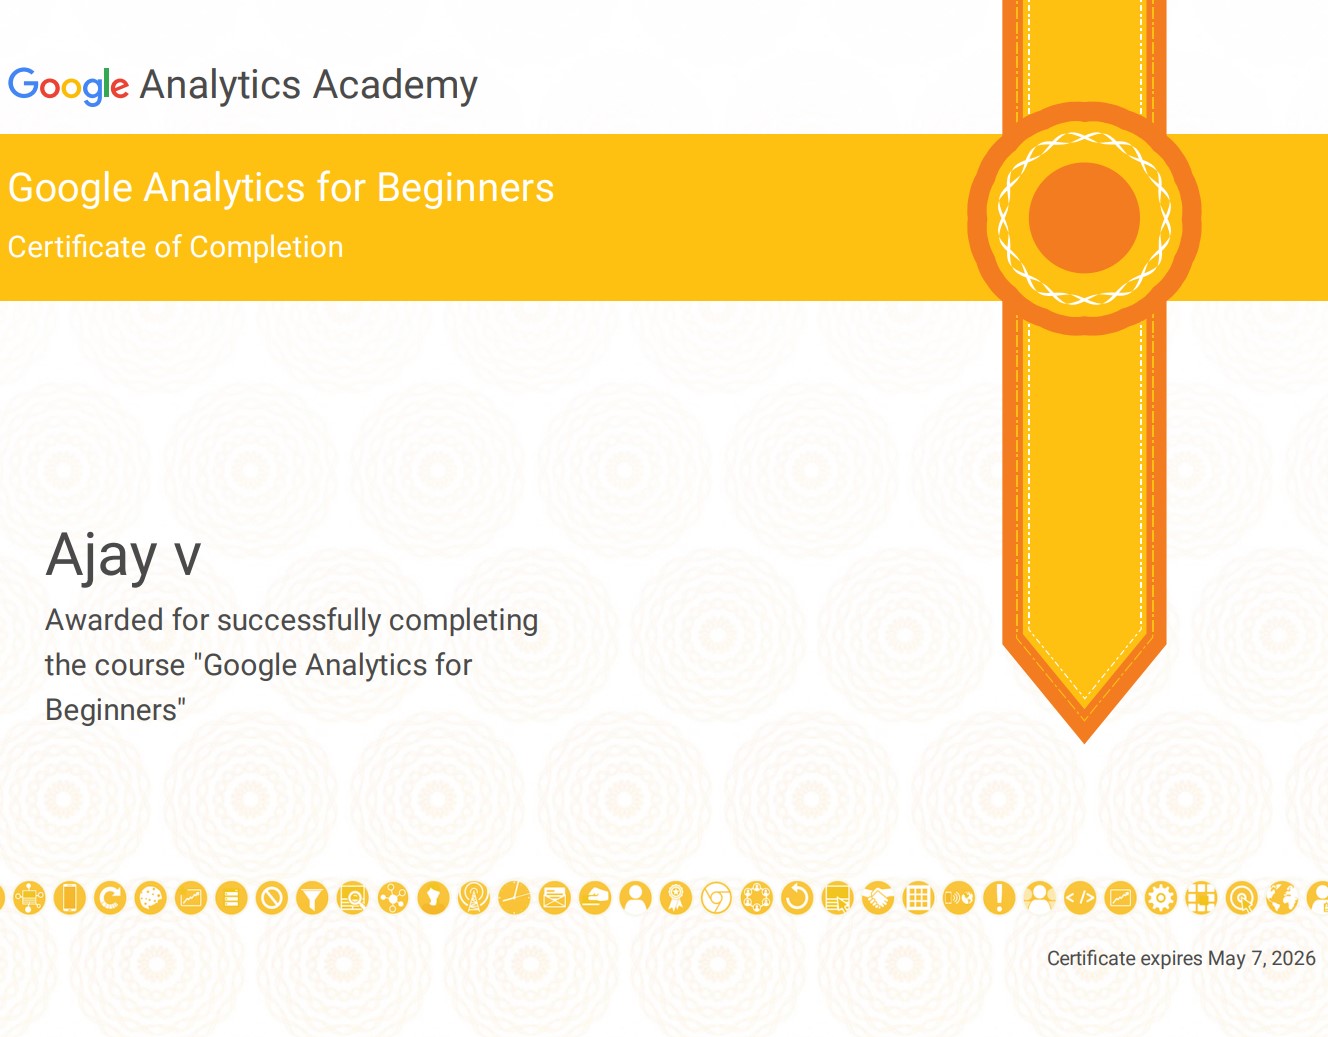 Google Analytics Academy
Google Analytics for Beginners
Certificate of Completion
Ajay v
Awarded for successfully completing
the course "Google Analytics for
Beginners"
Certificate expires May 7, 2026